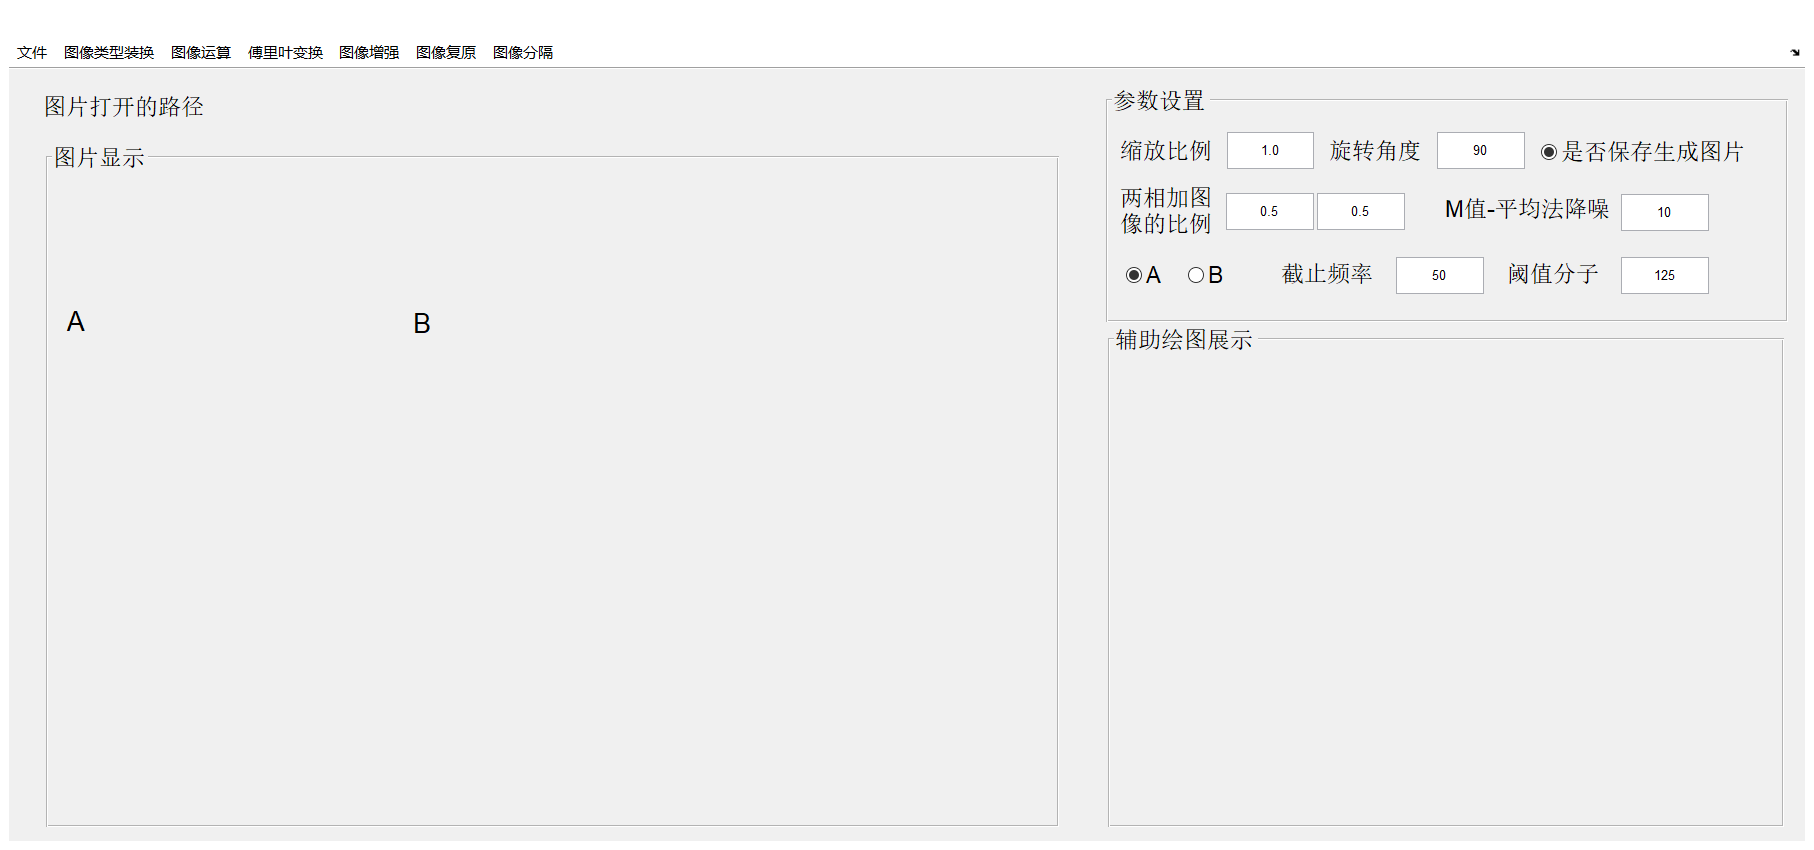 文件 图像类型装换 图像运算 傅里叶变换 图像增强 图像复原 图像分隔
图片打开的路径
图片显示
A B
参数设置
缩放比例 1.0 旋转角度 90 是否保存生成图片
两相加图
像的比例 0.5 0.5 M值-平均法降噪 10
A B 截止频率 50 阈值分子 125
辅助绘图展示